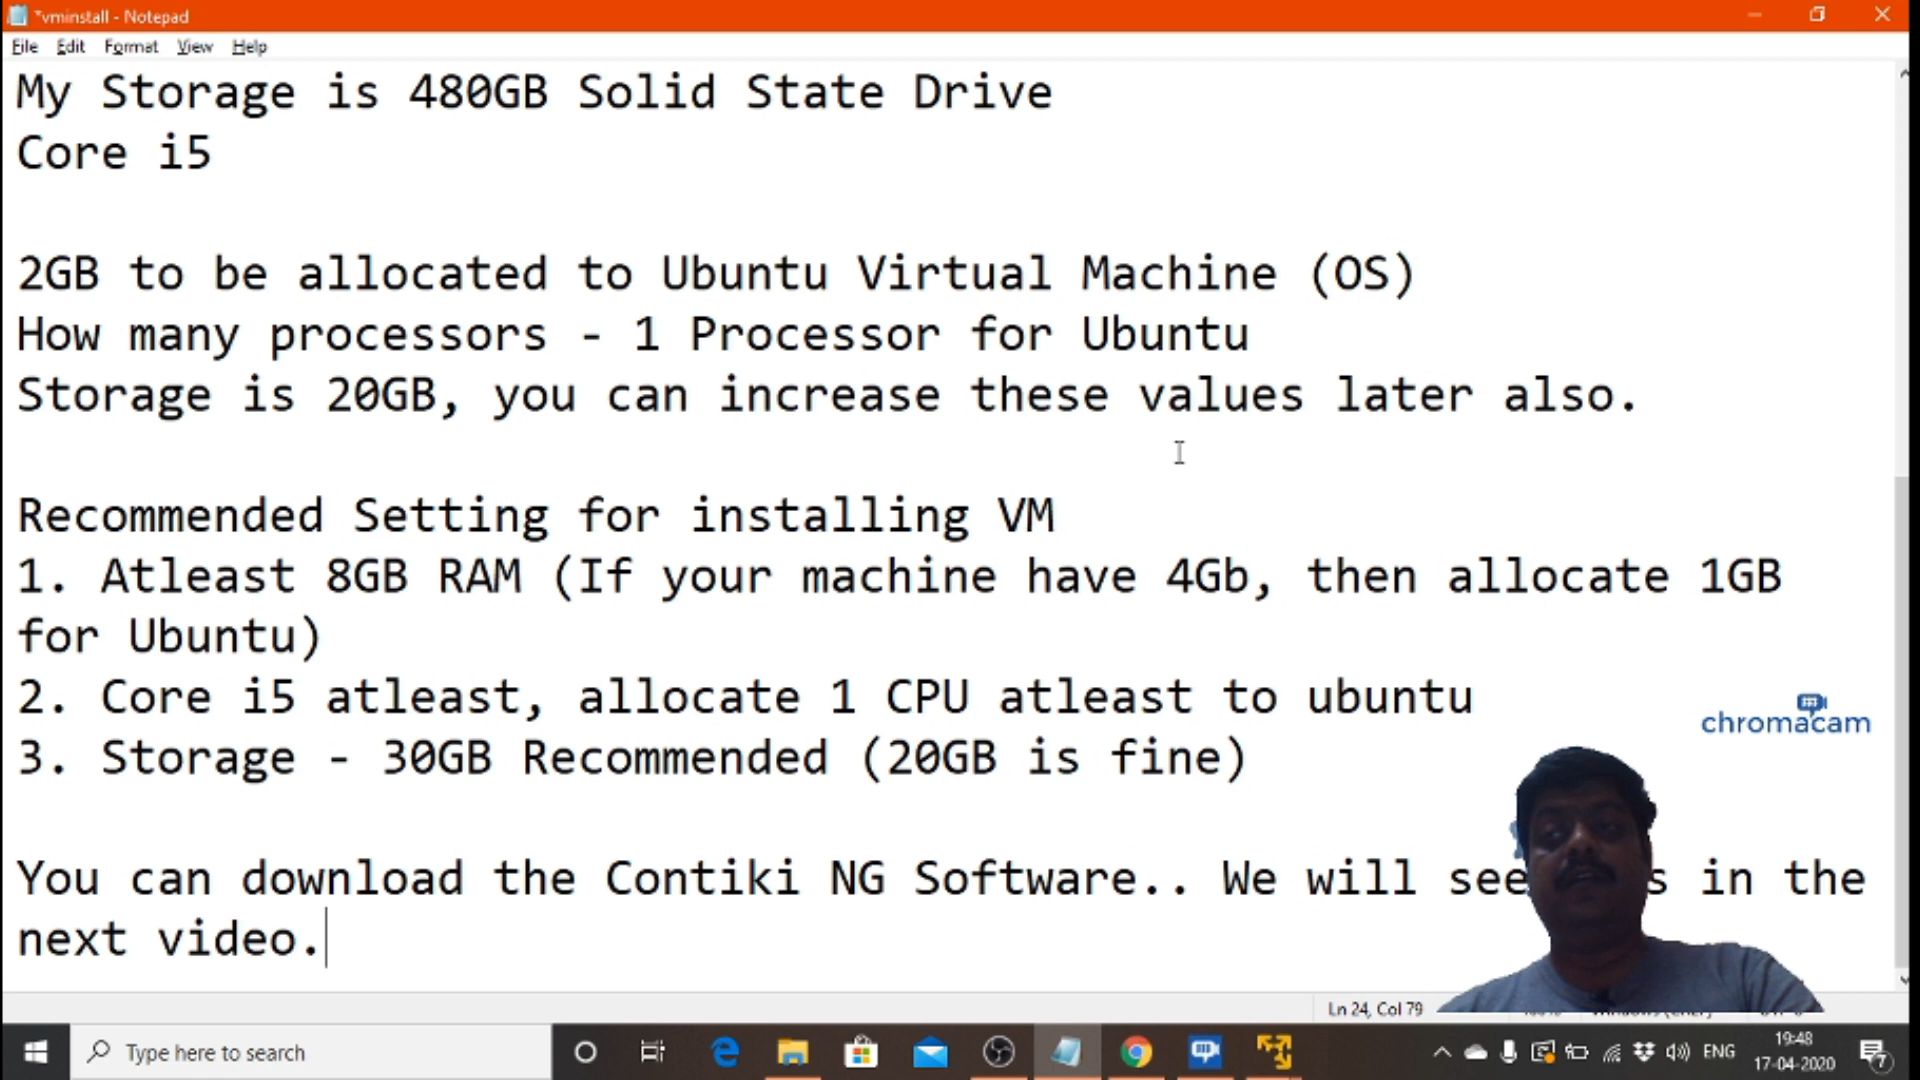 *vminstall - Notepad
File Edit Format View Help
My Storage is 480GB Solid State Drive
Core i5
2GB to be allocated to Ubuntu Virtual Machine (OS)
How many processors - 1 Processor for Ubuntu
Storage is 20GB, you can increase these values later also.
Recommended Setting for installing VM
1. Atleast 8GB RAM (If your machine have 4Gb, then allocate 1GB
for Ubuntu)
2. Core i5 atleast, allocate 1 CPU atleast to ubuntu
3. Storage - 30GB Recommended (20GB is fine)
chromacam
You can download the Contiki NG Software.. We will see in the
next video.
Ln 24, Col 79
Type here to search
ENG
19:48
17-04-2020
7